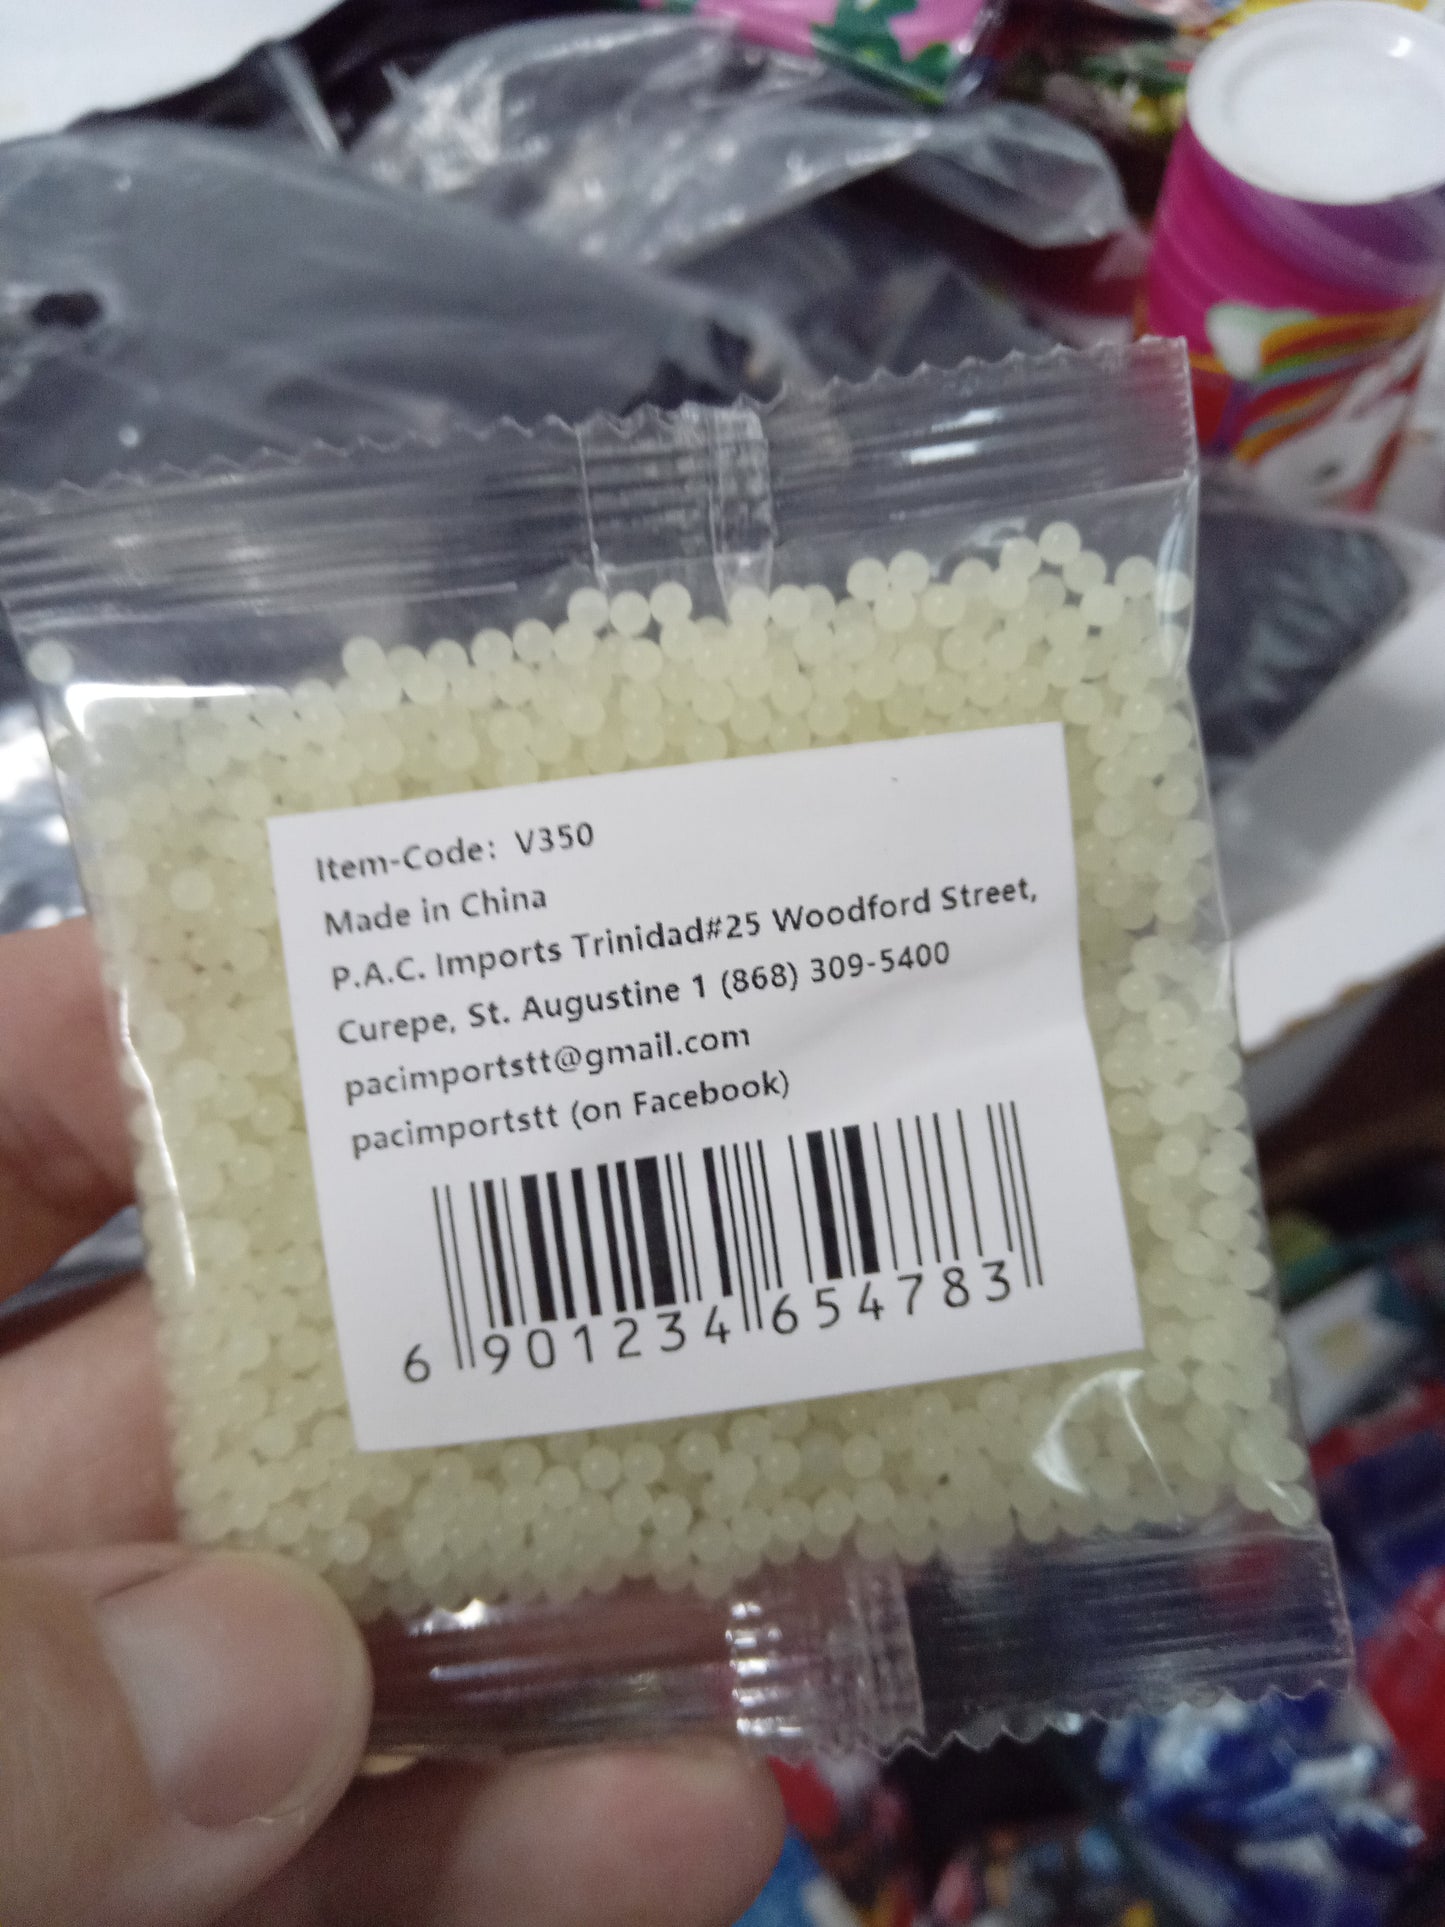 Item-Code: V350
Made in China
P.A.C. Imports Trinidad#25 Woodford Street,
Curepe, St. Augustine 1 (868) 309-5400
pacimportstt@gmail.com
pacimportstt (on Facebook)
6 901234 654783